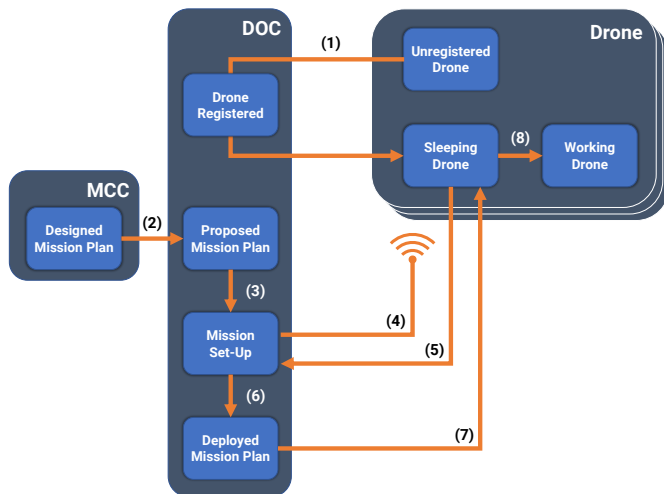 DOC
(1)
Drone
Unregistered
Drone
Drone
Registered
Sleeping
Drone
(8)
Working
Drone
MCC
Designed
Mission Plan
(2)
Proposed
Mission Plan
(3)
Mission
Set-Up
(4)
(5)
(6)
Deployed
Mission Plan
(7)